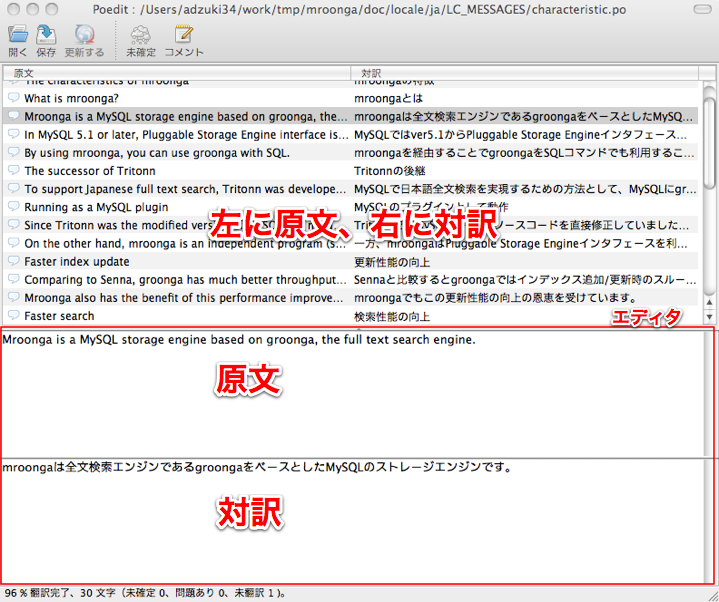 Poedit : /Users/adzuki34/work/tmp/mroonga/doc/locale/ja/LC_MESSAGES/characteristic.po
開く 保存 更新する 未確定 コメント
原文 対訳
The characteristics of mroonga mroongaの特徴
What is mroonga? mroongaとは
Mroonga is a MySQL storage engine based on groonga, the... mroongaは全文検索エンジンであるgroongaをベースとしたMySQ...
In MySQL 5.1 or later, Pluggable Storage Engine interface is... MySQLではver5.1からPluggable Storage Engineインタフェース...
By using mroonga, you can use groonga with SQL. mroongaを経由することでgroongaをSQLコマンドでも利用するこ...
The successor of Tritonn Tritonnの後継
To support Japanese full text search, Tritonn was develope... MySQLで日本語全文検索を実現するための方法として、MySQLにgr...
Running as a MySQL plugin MySQLのプラグインとして動作
左に原文、右に対訳
Since Tritonn was the modified ver ソースコードを直接修正していました...
On the other hand, mroonga is an independent program (s... 一方、mroongaはPluggable Storage Engineインタフェースを利...
Faster index update 更新性能の向上
Comparing to Senna, groonga has much better throughput... Sennaと比較するとgroongaではインデックス追加/更新時のスルー...
Mroonga also has the benefit of this performance improve... mroongaでもこの更新性能の向上の恩恵を受けています。
Faster search 検索性能の向上
エディタ
Mroonga is a MySQL storage engine based on groonga, the full text search engine.
原文
mroongaは全文検索エンジンであるgroongaをベースとしたMySQLのストレージエンジンです。
対訳
96 % 翻訳完了、30 文字（未確定 0、問題あり 0、未翻訳 1 )。